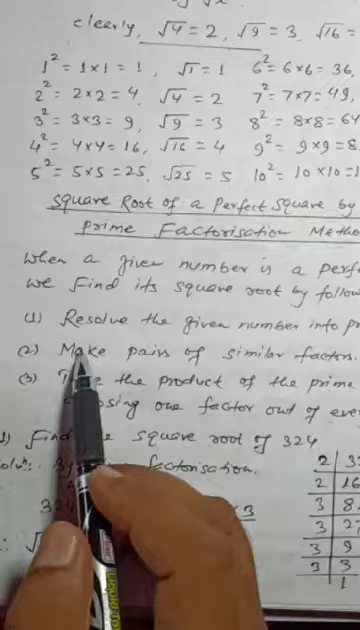 clearly, √4 = 2, √9 = 3, √16 =
1² = 1 × 1 = 1, √1 = 1 6² = 6 × 6 = 36,
2² = 2 × 2 = 4, √4 = 2 7² = 7 × 7 = 49,
3² = 3 × 3 = 9, √9 = 3 8² = 8 × 8 = 64
4² = 4 × 4 = 16, √16 = 4 9² = 9 × 9 = 8
5² = 5 × 5 = 25, √25 = 5 10² = 10 × 10 = 1
Square Root of a Perfect Square by
Prime Factorisation Metho
When a given number is a perf
we find its square root by follow
(1) Resolve the given number into pr
(2) Make pairs of similar factors.
(3) the product of the prime
one factor out of eve
Find square root of 324
factorisation.
324 × 3
2 3
2 16
3 8
3 27
3 9
3 3
1